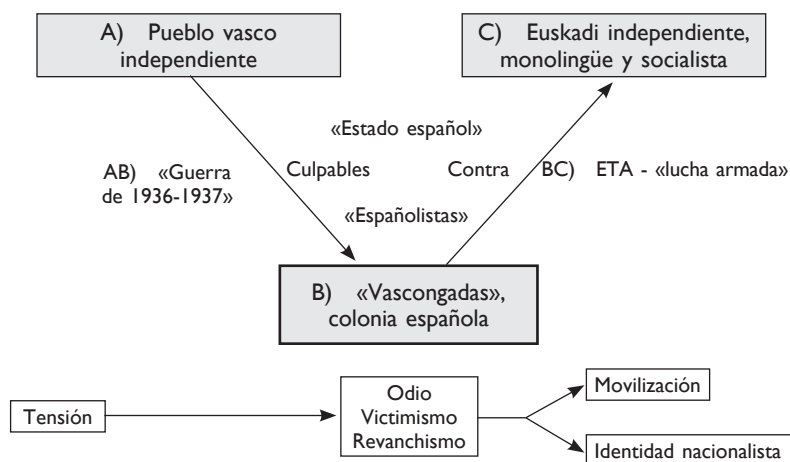 A) Pueblo vasco
independiente
C) Euskadi independiente,
monolingüe y socialista
«Estado español»
AB) «Guerra
de 1936-1937»
Culpables
Contra
BC) ETA - «lucha armada»
«Españolistas»
B) «Vascongadas»,
colonia española
Tensión
Odio
Victimismo
Revanchismo
Movilización
Identidad nacionalista